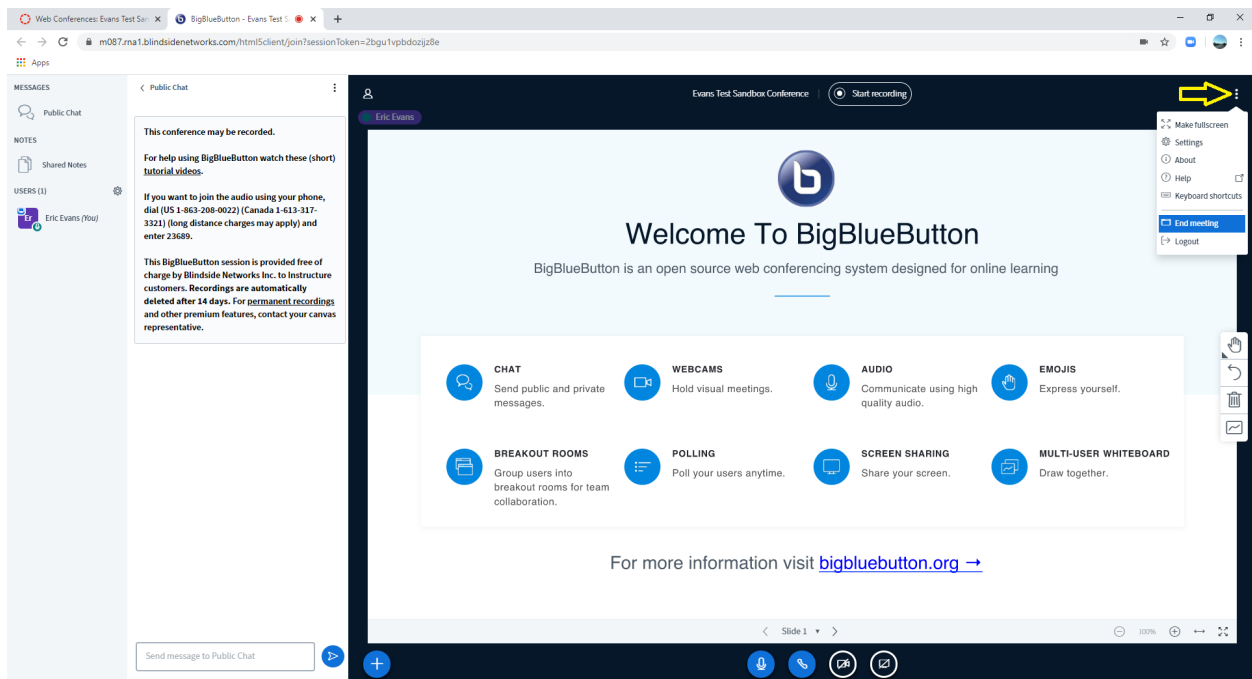 Web Conferences: Evans Test San
BigBlueButton - Evans Test S
m087.rna1.blindsidenetworks.com/html5client/join?sessionToken=2bgu1vpbdozijz8e
Apps
MESSAGES
Public Chat
NOTES
Shared Notes
USERS (1)
Er
Eric Evans (You)
Public Chat
This conference may be recorded.
For help using BigBlueButton watch these (short)
tutorial videos.
If you want to join the audio using your phone,
dial (US 1-863-208-0022) (Canada 1-613-317-
3321) (long distance charges may apply) and
enter 23689.
This BigBlueButton session is provided free of
charge by Blindside Networks Inc. to Instructure
customers. Recordings are automatically
deleted after 14 days. For permanent recordings
and other premium features, contact your canvas
representative.
Send message to Public Chat
Evans Test Sandbox Conference | Start recording
Eric Evans
Make fullscreen
Settings
About
Help
Keyboard shortcuts
End meeting
Logout
b
Welcome To BigBlueButton
BigBlueButton is an open source web conferencing system designed for online learning
CHAT
Send public and private
messages.
WEBCAMS
Hold visual meetings.
AUDIO
Communicate using high
quality audio.
EMOJIS
Express yourself.
BREAKOUT ROOMS
Group users into
breakout rooms for team
collaboration.
POLLING
Poll your users anytime.
SCREEN SHARING
Share your screen.
MULTI-USER WHITEBOARD
Draw together.
For more information visit bigbluebutton.org →
Slide 1
100%